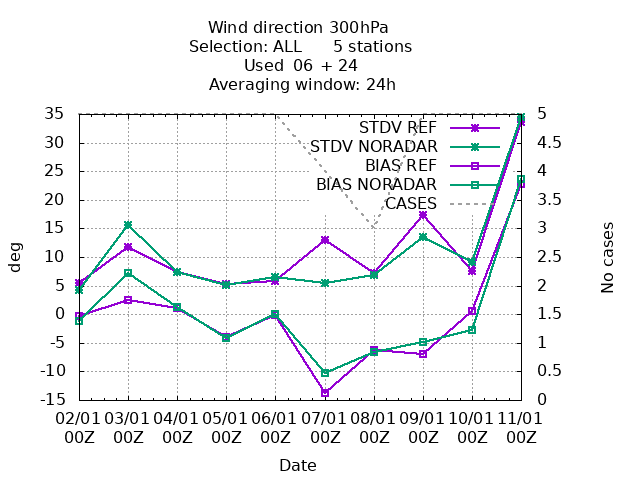 Wind direction 300hPa
Selection: ALL 5 stations
Used 06 + 24
Averaging window: 24h
35
30
25
20
15
10
5
0
-5
-10
-15
deg
STDV REF
STDV NORADAR
BIAS REF
BIAS NORADAR
CASES
5
4.5
4
3.5
3
2.5
2
1.5
1
0.5
0
No cases
02/01 03/01 04/01 05/01 06/01 07/01 08/01 09/01 10/01 11/01
00Z 00Z 00Z 00Z 00Z 00Z 00Z 00Z 00Z 00Z
Date